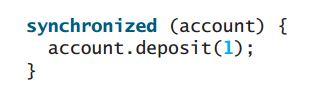 synchronized (account) {
  account.deposit(1);
}